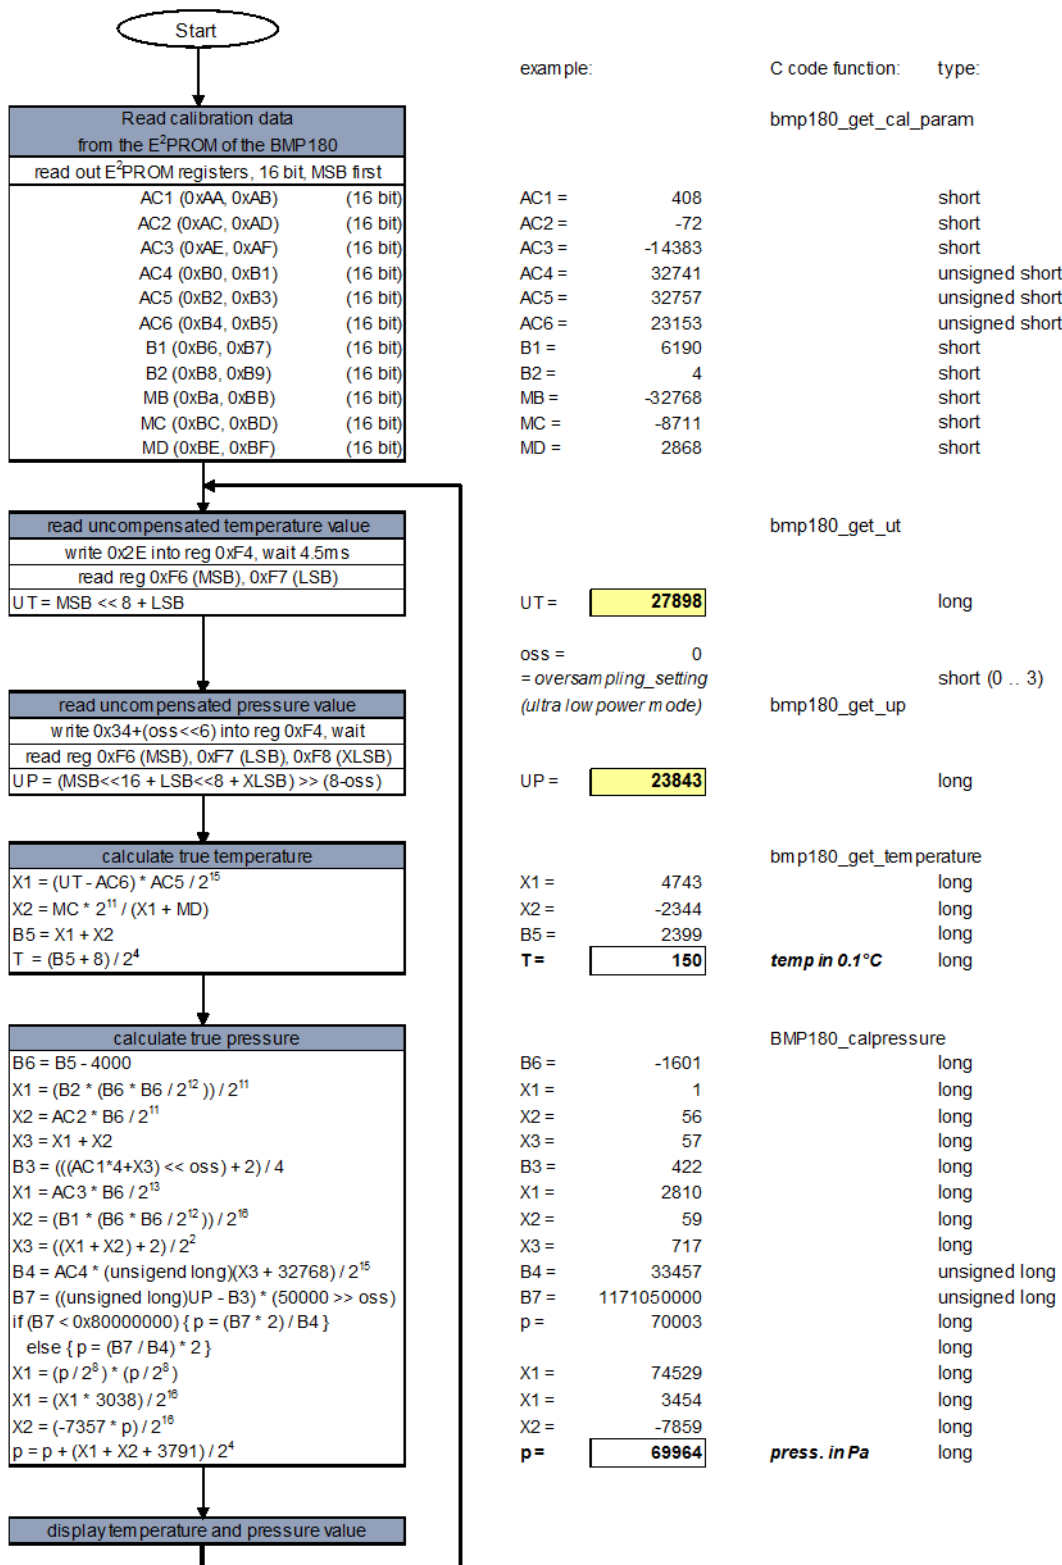 Start
example: C code function: type:
Read calibration data bmp180_get_cal_param
from the E²PROM of the BMP180
read out E²PROM registers, 16 bit, MSB first
AC1 (0xAA, 0xAB) (16 bit) AC1 = 408 short
AC2 (0xAC, 0xAD) (16 bit) AC2 = -72 short
AC3 (0xAE, 0xAF) (16 bit) AC3 = -14383 short
AC4 (0xB0, 0xB1) (16 bit) AC4 = 32741 unsigned short
AC5 (0xB2, 0xB3) (16 bit) AC5 = 32757 unsigned short
AC6 (0xB4, 0xB5) (16 bit) AC6 = 23153 unsigned short
B1 (0xB6, 0xB7) (16 bit) B1 = 6190 short
B2 (0xB8, 0xB9) (16 bit) B2 = 4 short
MB (0xBa, 0xBB) (16 bit) MB = -32768 short
MC (0xBC, 0xBD) (16 bit) MC = -8711 short
MD (0xBE, 0xBF) (16 bit) MD = 2868 short
read uncompensated temperature value bmp180_get_ut
write 0x2E into reg 0xF4, wait 4.5ms
read reg 0xF6 (MSB), 0xF7 (LSB)
UT = MSB << 8 + LSB UT = 27898 long
oss = 0
= oversampling_setting short (0 .. 3)
read uncompensated pressure value (ultra low power mode) bmp180_get_up
write 0x34+(oss<<6) into reg 0xF4, wait
read reg 0xF6 (MSB), 0xF7 (LSB), 0xF8 (XLSB)
UP = (MSB<<16 + LSB<<8 + XLSB) >> (8-oss) UP = 23843 long
calculate true temperature bmp180_get_temperature
X1 = (UT - AC6) * AC5 / 2¹⁵ X1 = 4743 long
X2 = MC * 2¹¹ / (X1 + MD) X2 = -2344 long
B5 = X1 + X2 B5 = 2399 long
T = (B5 + 8) / 2⁴ T = 150 temp in 0.1°C long
calculate true pressure BMP180_calpressure
B6 = B5 - 4000 B6 = -1601 long
X1 = (B2 * (B6 * B6 / 2¹² )) / 2¹¹ X1 = 1 long
X2 = AC2 * B6 / 2¹¹ X2 = 56 long
X3 = X1 + X2 X3 = 57 long
B3 = (((AC1*4+X3) << oss) + 2) / 4 B3 = 422 long
X1 = AC3 * B6 / 2¹³ X1 = 2810 long
X2 = (B1 * (B6 * B6 / 2¹² )) / 2¹⁶ X2 = 59 long
X3 = ((X1 + X2) + 2) / 2² X3 = 717 long
B4 = AC4 * (unsigend long)(X3 + 32768) / 2¹⁵ B4 = 33457 unsigned long
B7 = ((unsigned long)UP - B3) * (50000 >> oss) B7 = 1171050000 unsigned long
if (B7 < 0x80000000) { p = (B7 * 2) / B4 } p = 70003 long
else { p = (B7 / B4) * 2 } long
X1 = (p / 2⁸) * (p / 2⁸) X1 = 74529 long
X1 = (X1 * 3038) / 2¹⁶ X1 = 3454 long
X2 = (-7357 * p) / 2¹⁶ X2 = -7859 long
p = p + (X1 + X2 + 3791) / 2⁴ p = 69964 press. in Pa long
display temperature and pressure value